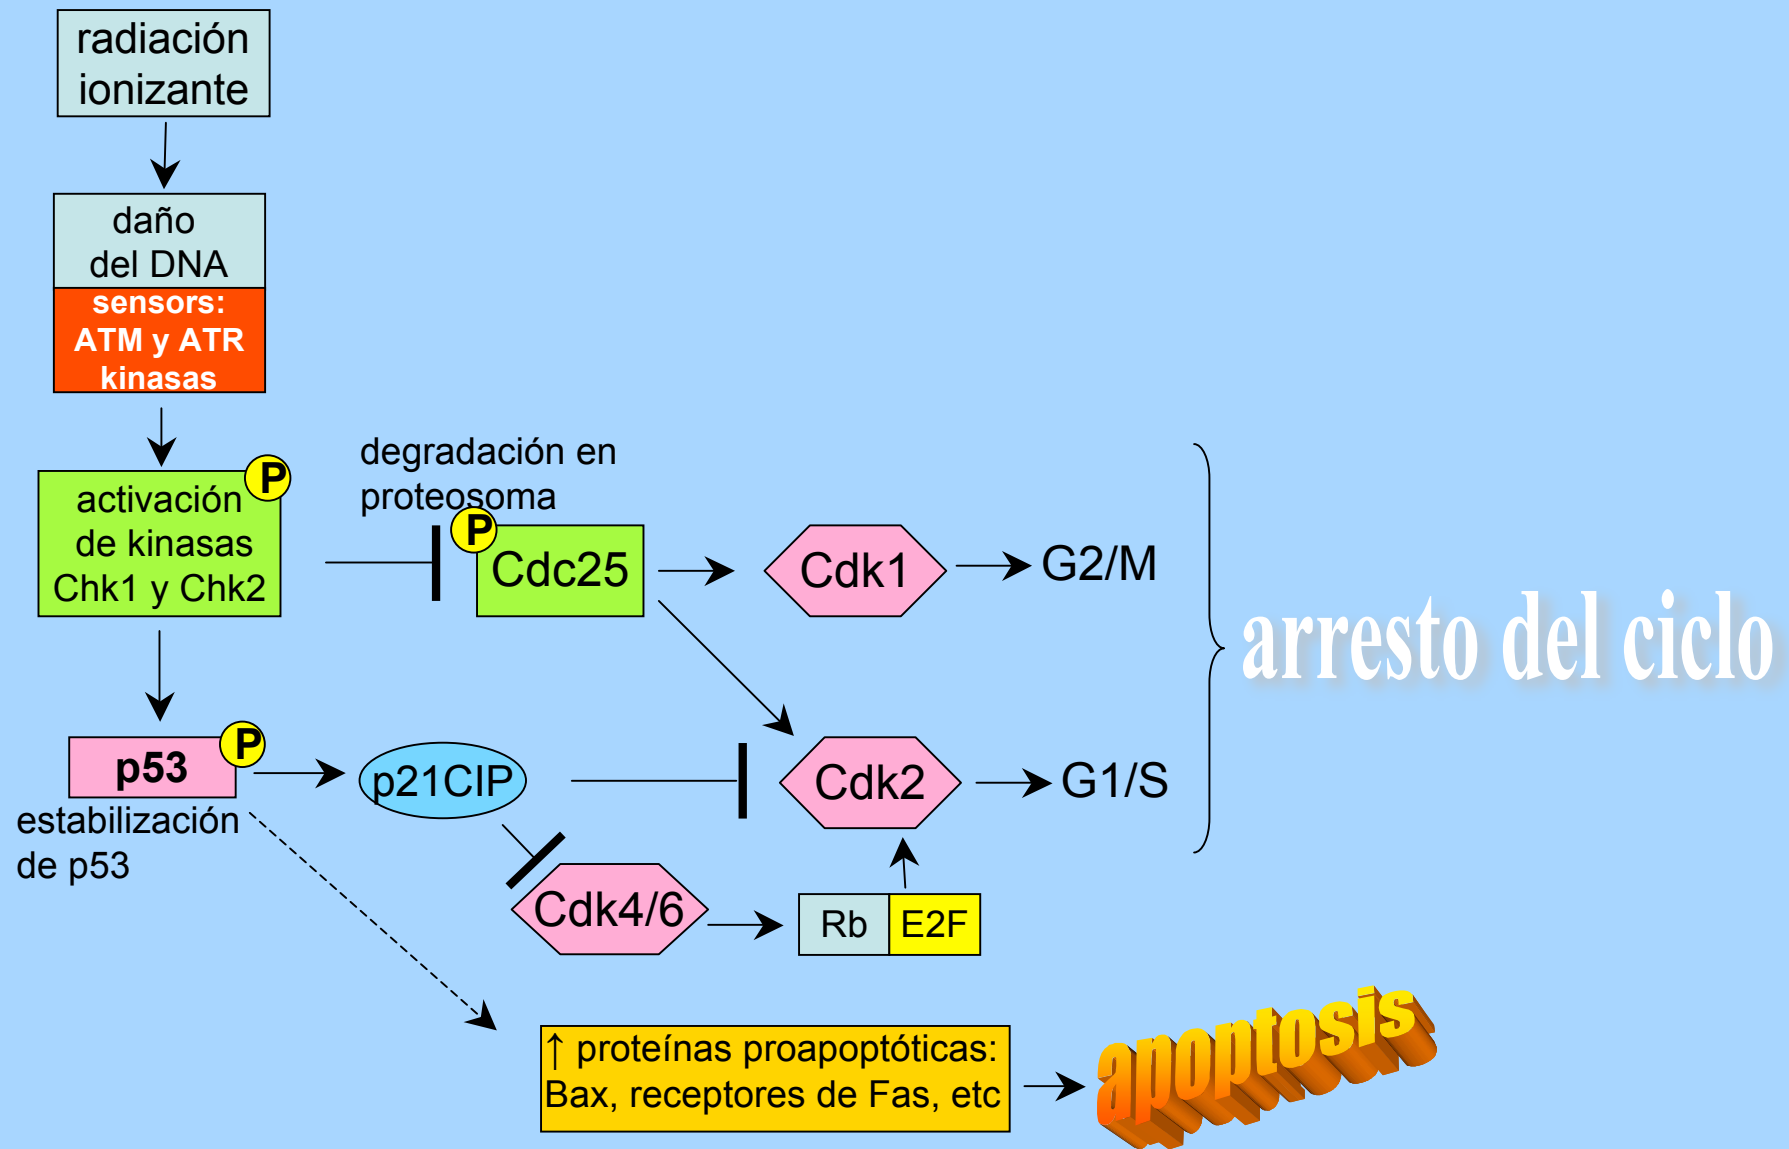 radiación
ionizante
daño
del DNA
sensors:
ATM y ATR
kinasas
activación
de kinasas
Chk1 y Chk2
P
degradación en
proteosoma
P
Cdc25
Cdk1
G2/M
arresto del ciclo
p53
P
estabilización
de p53
p21CIP
Cdk2
G1/S
Cdk4/6
Rb
E2F
↑ proteínas proapoptóticas:
Bax, receptores de Fas, etc
apoptosis